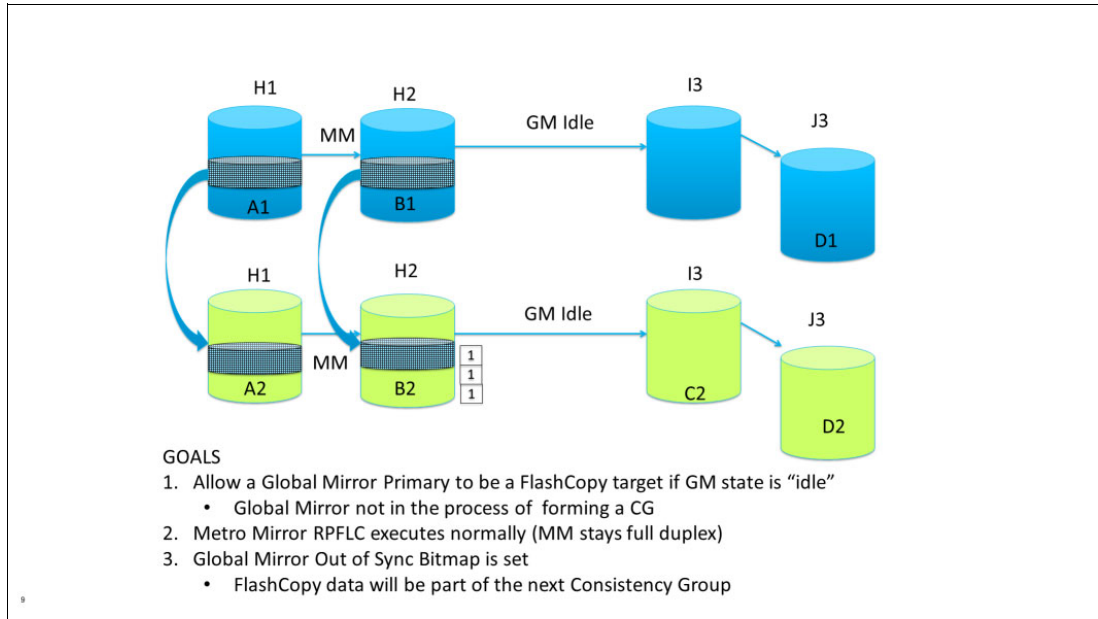 H1
H2
I3
J3
MM
GM Idle
A1
B1
D1
H1
H2
I3
J3
GM Idle
MM
1
1
1
A2
B2
C2
D2
GOALS
1. Allow a Global Mirror Primary to be a FlashCopy target if GM state is “idle”
• Global Mirror not in the process of forming a CG
2. Metro Mirror RPFLC executes normally (MM stays full duplex)
3. Global Mirror Out of Sync Bitmap is set
• FlashCopy data will be part of the next Consistency Group
9